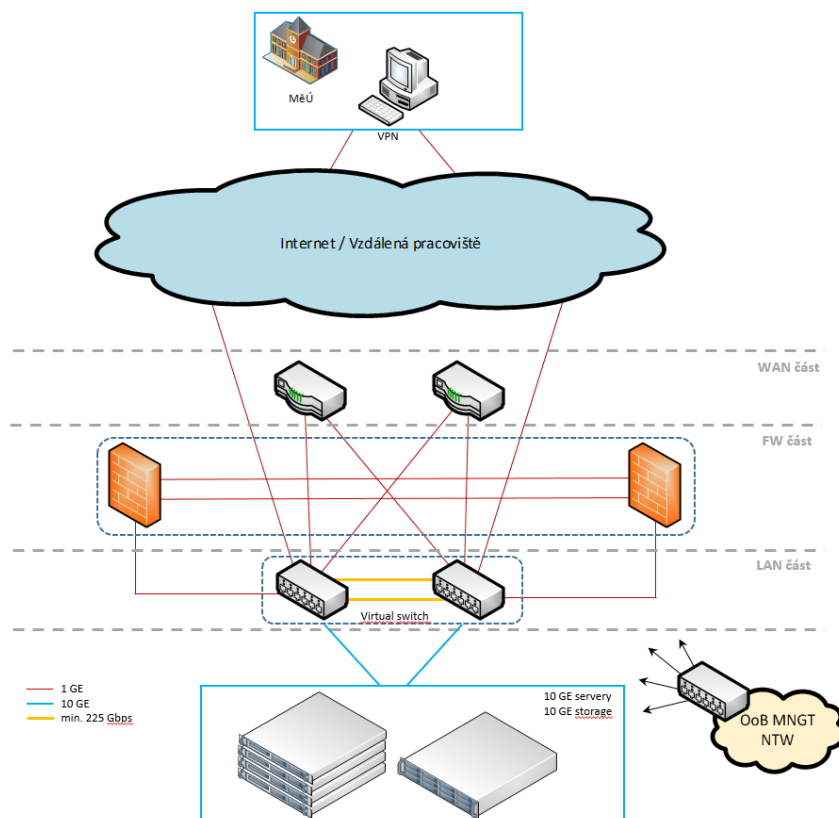 MěÚ
VPN
Internet / Vzdálená pracoviště
WAN část
FW část
LAN část
Virtual switch
1 GE
10 GE
min. 225 Gbps
10 GE servery
10 GE storage
OoB MNGT
NTW